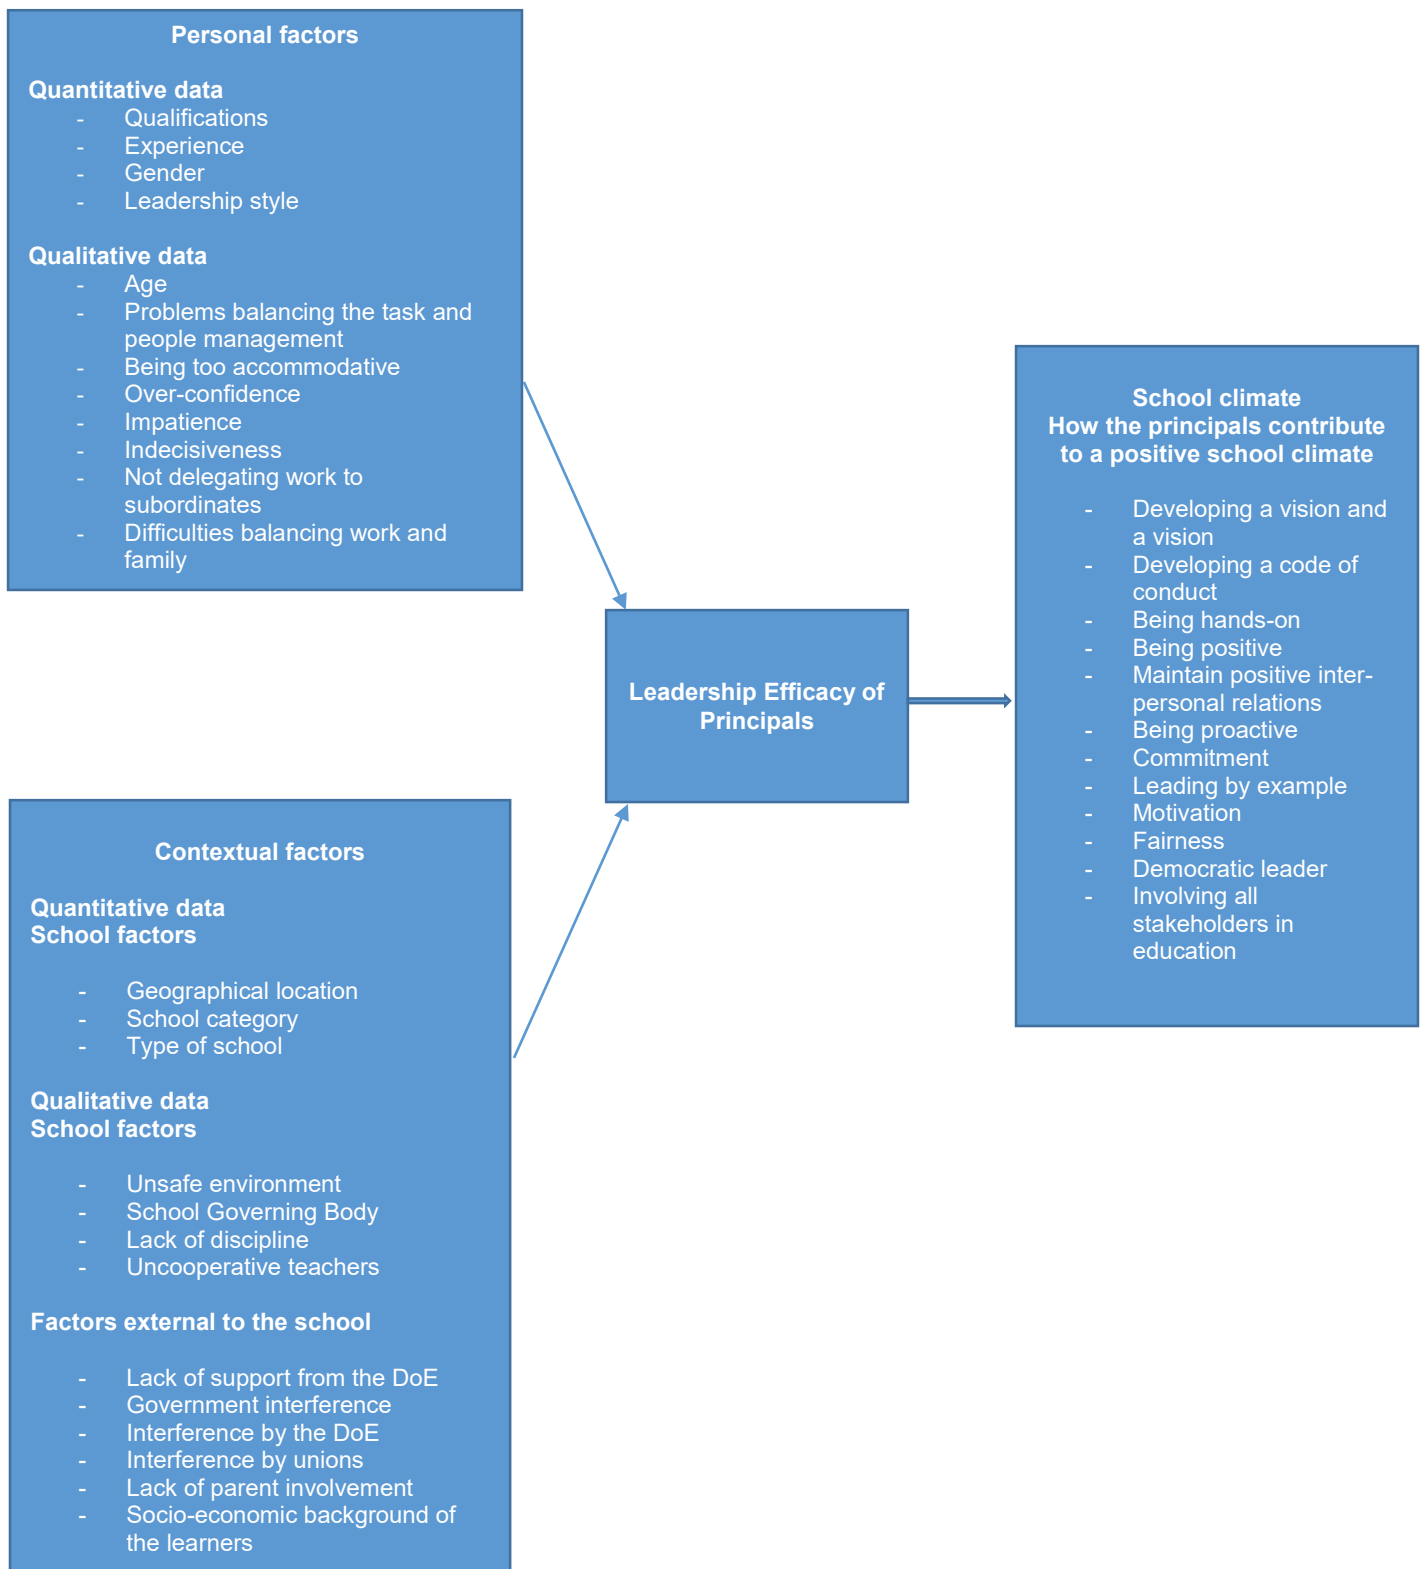 Personal factors
Quantitative data
- Qualifications
- Experience
- Gender
- Leadership style
Qualitative data
- Age
- Problems balancing the task and
people management
- Being too accommodative
- Over-confidence
- Impatience
- Indecisiveness
- Not delegating work to
subordinates
- Difficulties balancing work and
family
Leadership Efficacy of
Principals
School climate
How the principals contribute
to a positive school climate
- Developing a vision and
a vision
- Developing a code of
conduct
- Being hands-on
- Being positive
- Maintain positive inter-
personal relations
- Being proactive
- Commitment
- Leading by example
- Motivation
- Fairness
- Democratic leader
- Involving all
stakeholders in
education
Contextual factors
Quantitative data
School factors
- Geographical location
- School category
- Type of school
Qualitative data
School factors
- Unsafe environment
- School Governing Body
- Lack of discipline
- Uncooperative teachers
Factors external to the school
- Lack of support from the DoE
- Government interference
- Interference by the DoE
- Interference by unions
- Lack of parent involvement
- Socio-economic background of
the learners